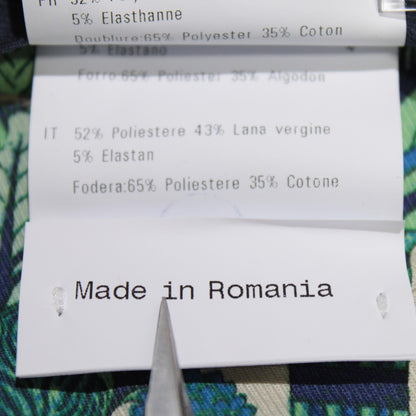 5% Elasthanne
Doublure:65% Polyester 35% Coton
5% Elastano
Forro:65% Poliester 35% Algodon
IT 52% Poliestere 43% Lana vergine
5% Elastan
Fodera:65% Poliestere 35% Cotone
Made in Romania